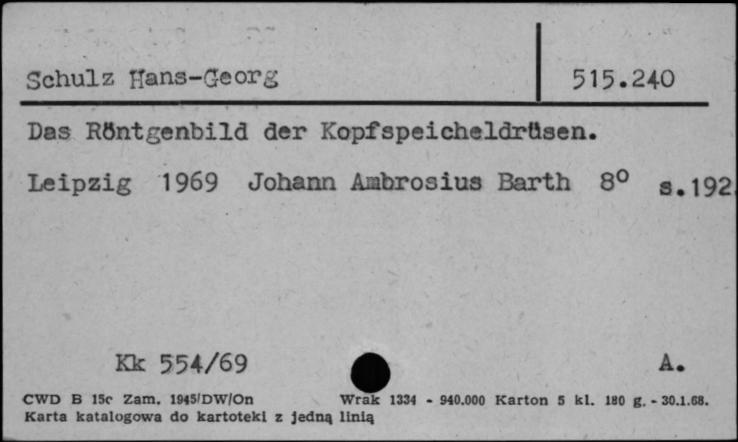 Schulz Hans-Georg 515.240
Das Röntgenbild der Kopfspeicheldrüsen.
Leipzig 1969 Johann Ambrosius Barth 8° s.192.
Kk 554/69 A.
CWD B 15c Zam. 1945/DW/On Wrak 1334 - 940.000 Karton 5 kl. 180 g. - 30.1.68.
Karta katalogowa do kartoteki z jedną linią